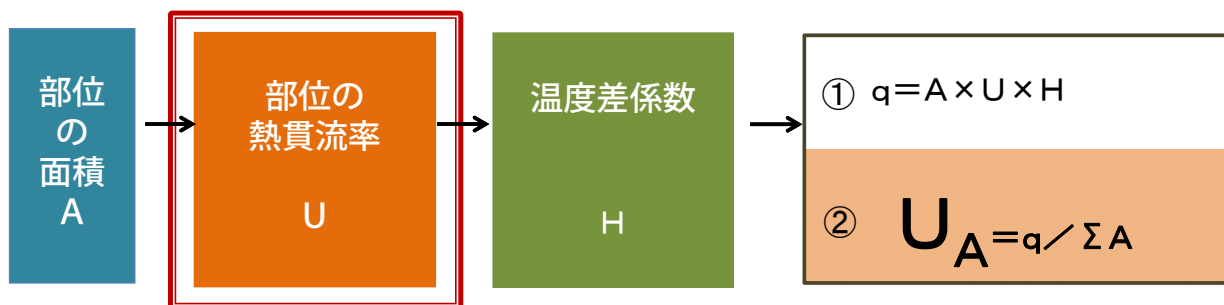 部位
の
面積
A
部位の
熱貫流率
U
温度差係数
H
① q＝A×U×H
② UA=q／ΣA